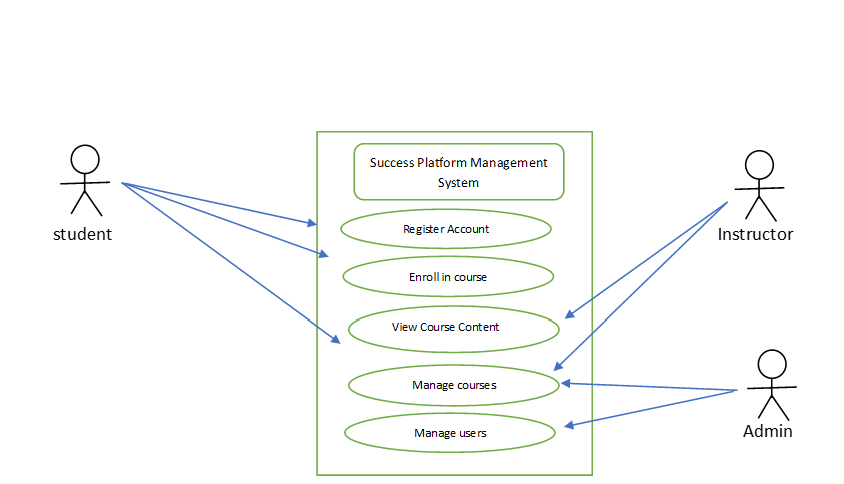 Success Platform Management
System
student
Instructor
Register Account
Enroll in course
View Course Content
Manage courses
Manage users
Admin